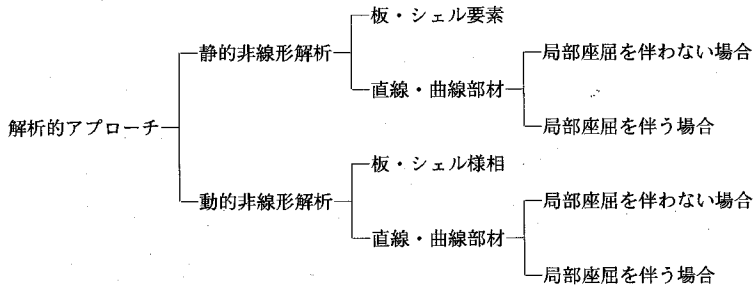 板・シェル要素
静的非線形解析
局部座屈を伴わない場合
直線・曲線部材
解析的アプローチ
局部座屈を伴う場合
板・シェル様相
動的非線形解析
局部座屈を伴わない場合
直線・曲線部材
局部座屈を伴う場合